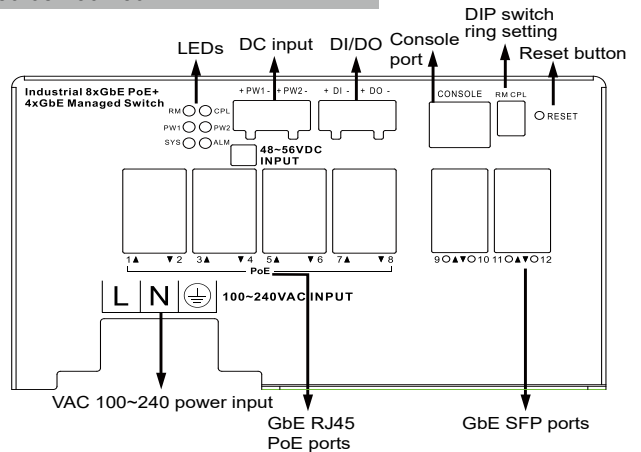 DIP switch
ring setting
LEDs
DC input
DI/DO
Console
port
Reset button
Industrial 8xGbE PoE+
4xGbE Managed Switch
+ PW1 - + PW2 -
+ DI - + DO -
CONSOLE
RM CPL
RM CPL
RESET
PW1 PW2
SYS ALM
48~56VDC
INPUT
1▲ ▼2 3▲ ▼4 5▲ ▼6 7▲ ▼8
9 ▲▼ 10 11 ▲▼ 12
PoE
L N
100~240VAC INPUT
VAC 100~240 power input
GbE RJ45
PoE ports
GbE SFP ports